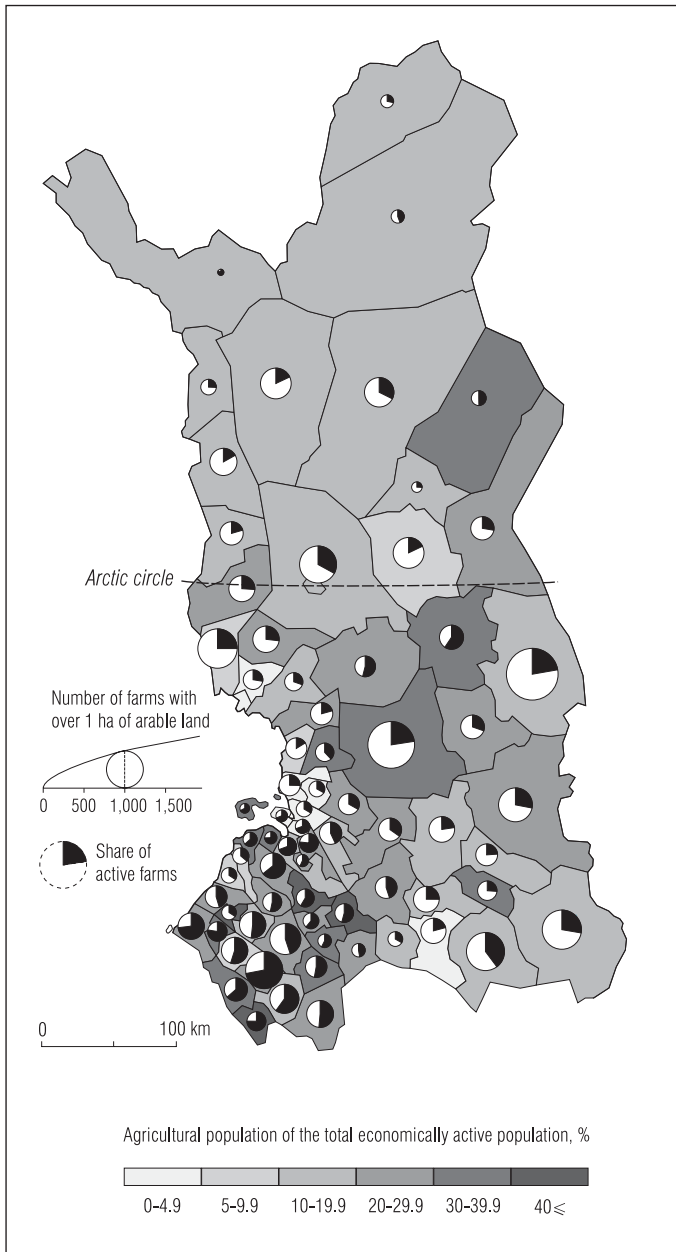 Arctic circle
Number of farms with
over 1 ha of arable land
0 500 1,000 1,500
Share of
active farms
0 100 km
Agricultural population of the total economically active population, %
0–4.9 5–9.9 10–19.9 20–29.9 30–39.9 40⩽